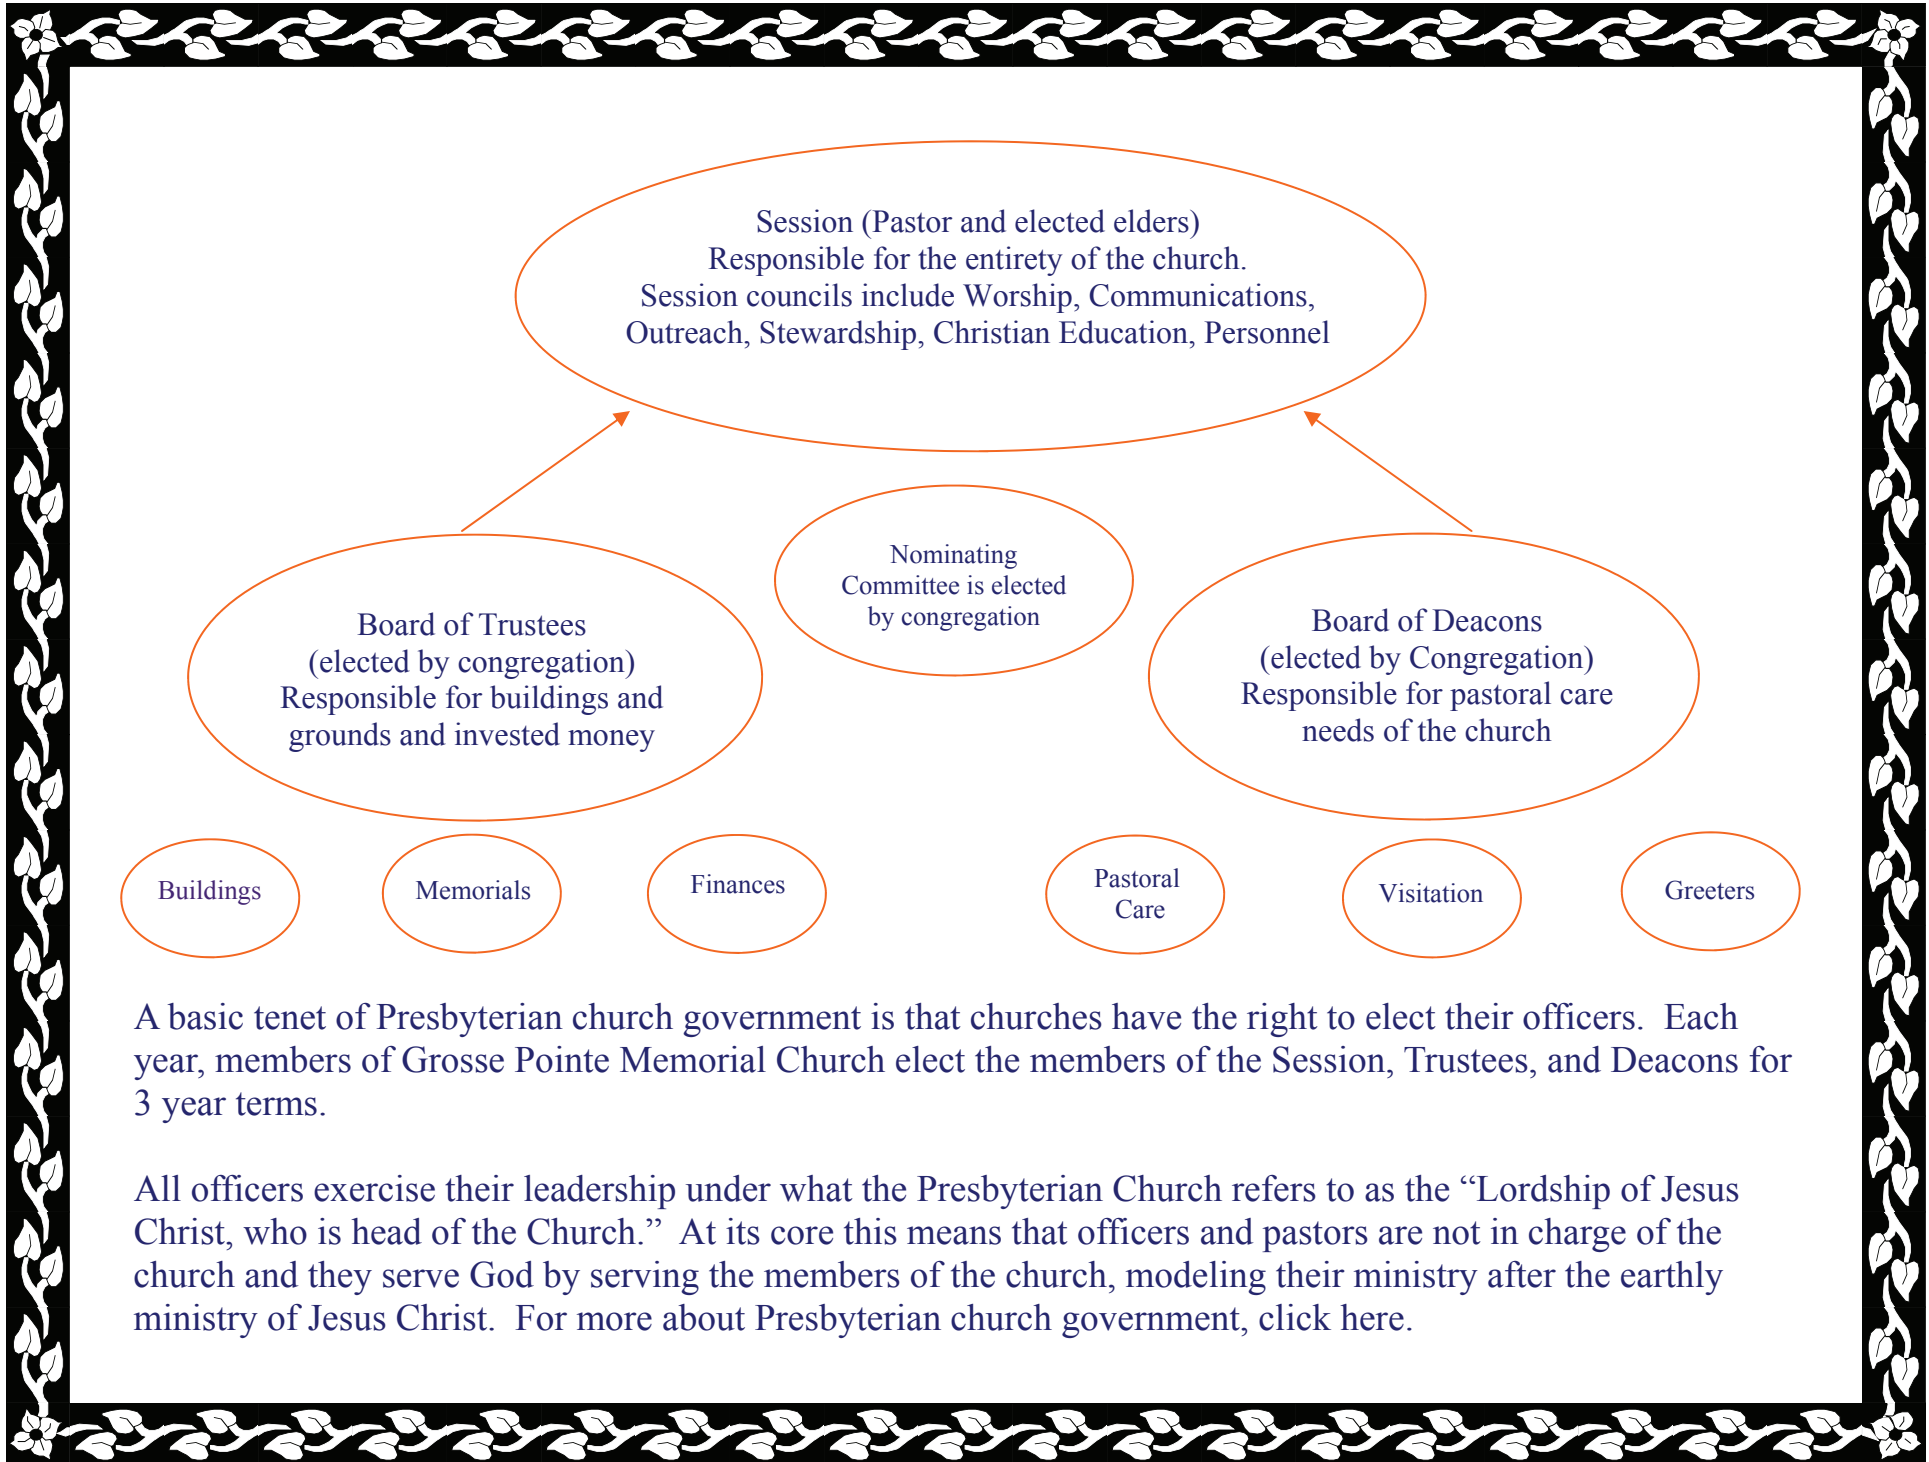 Session (Pastor and elected elders)
Responsible for the entirety of the church.
Session councils include Worship, Communications,
Outreach, Stewardship, Christian Education, Personnel
Nominating
Committee is elected
by congregation
Board of Trustees
(elected by congregation)
Responsible for buildings and
grounds and invested money
Board of Deacons
(elected by Congregation)
Responsible for pastoral care
needs of the church
Buildings
Memorials
Finances
Pastoral
Care
Visitation
Greeters
A basic tenet of Presbyterian church government is that churches have the right to elect their officers.  Each
year, members of Grosse Pointe Memorial Church elect the members of the Session, Trustees, and Deacons for
3 year terms.
All officers exercise their leadership under what the Presbyterian Church refers to as the “Lordship of Jesus
Christ, who is head of the Church.”  At its core this means that officers and pastors are not in charge of the
church and they serve God by serving the members of the church, modeling their ministry after the earthly
ministry of Jesus Christ.  For more about Presbyterian church government, click here.